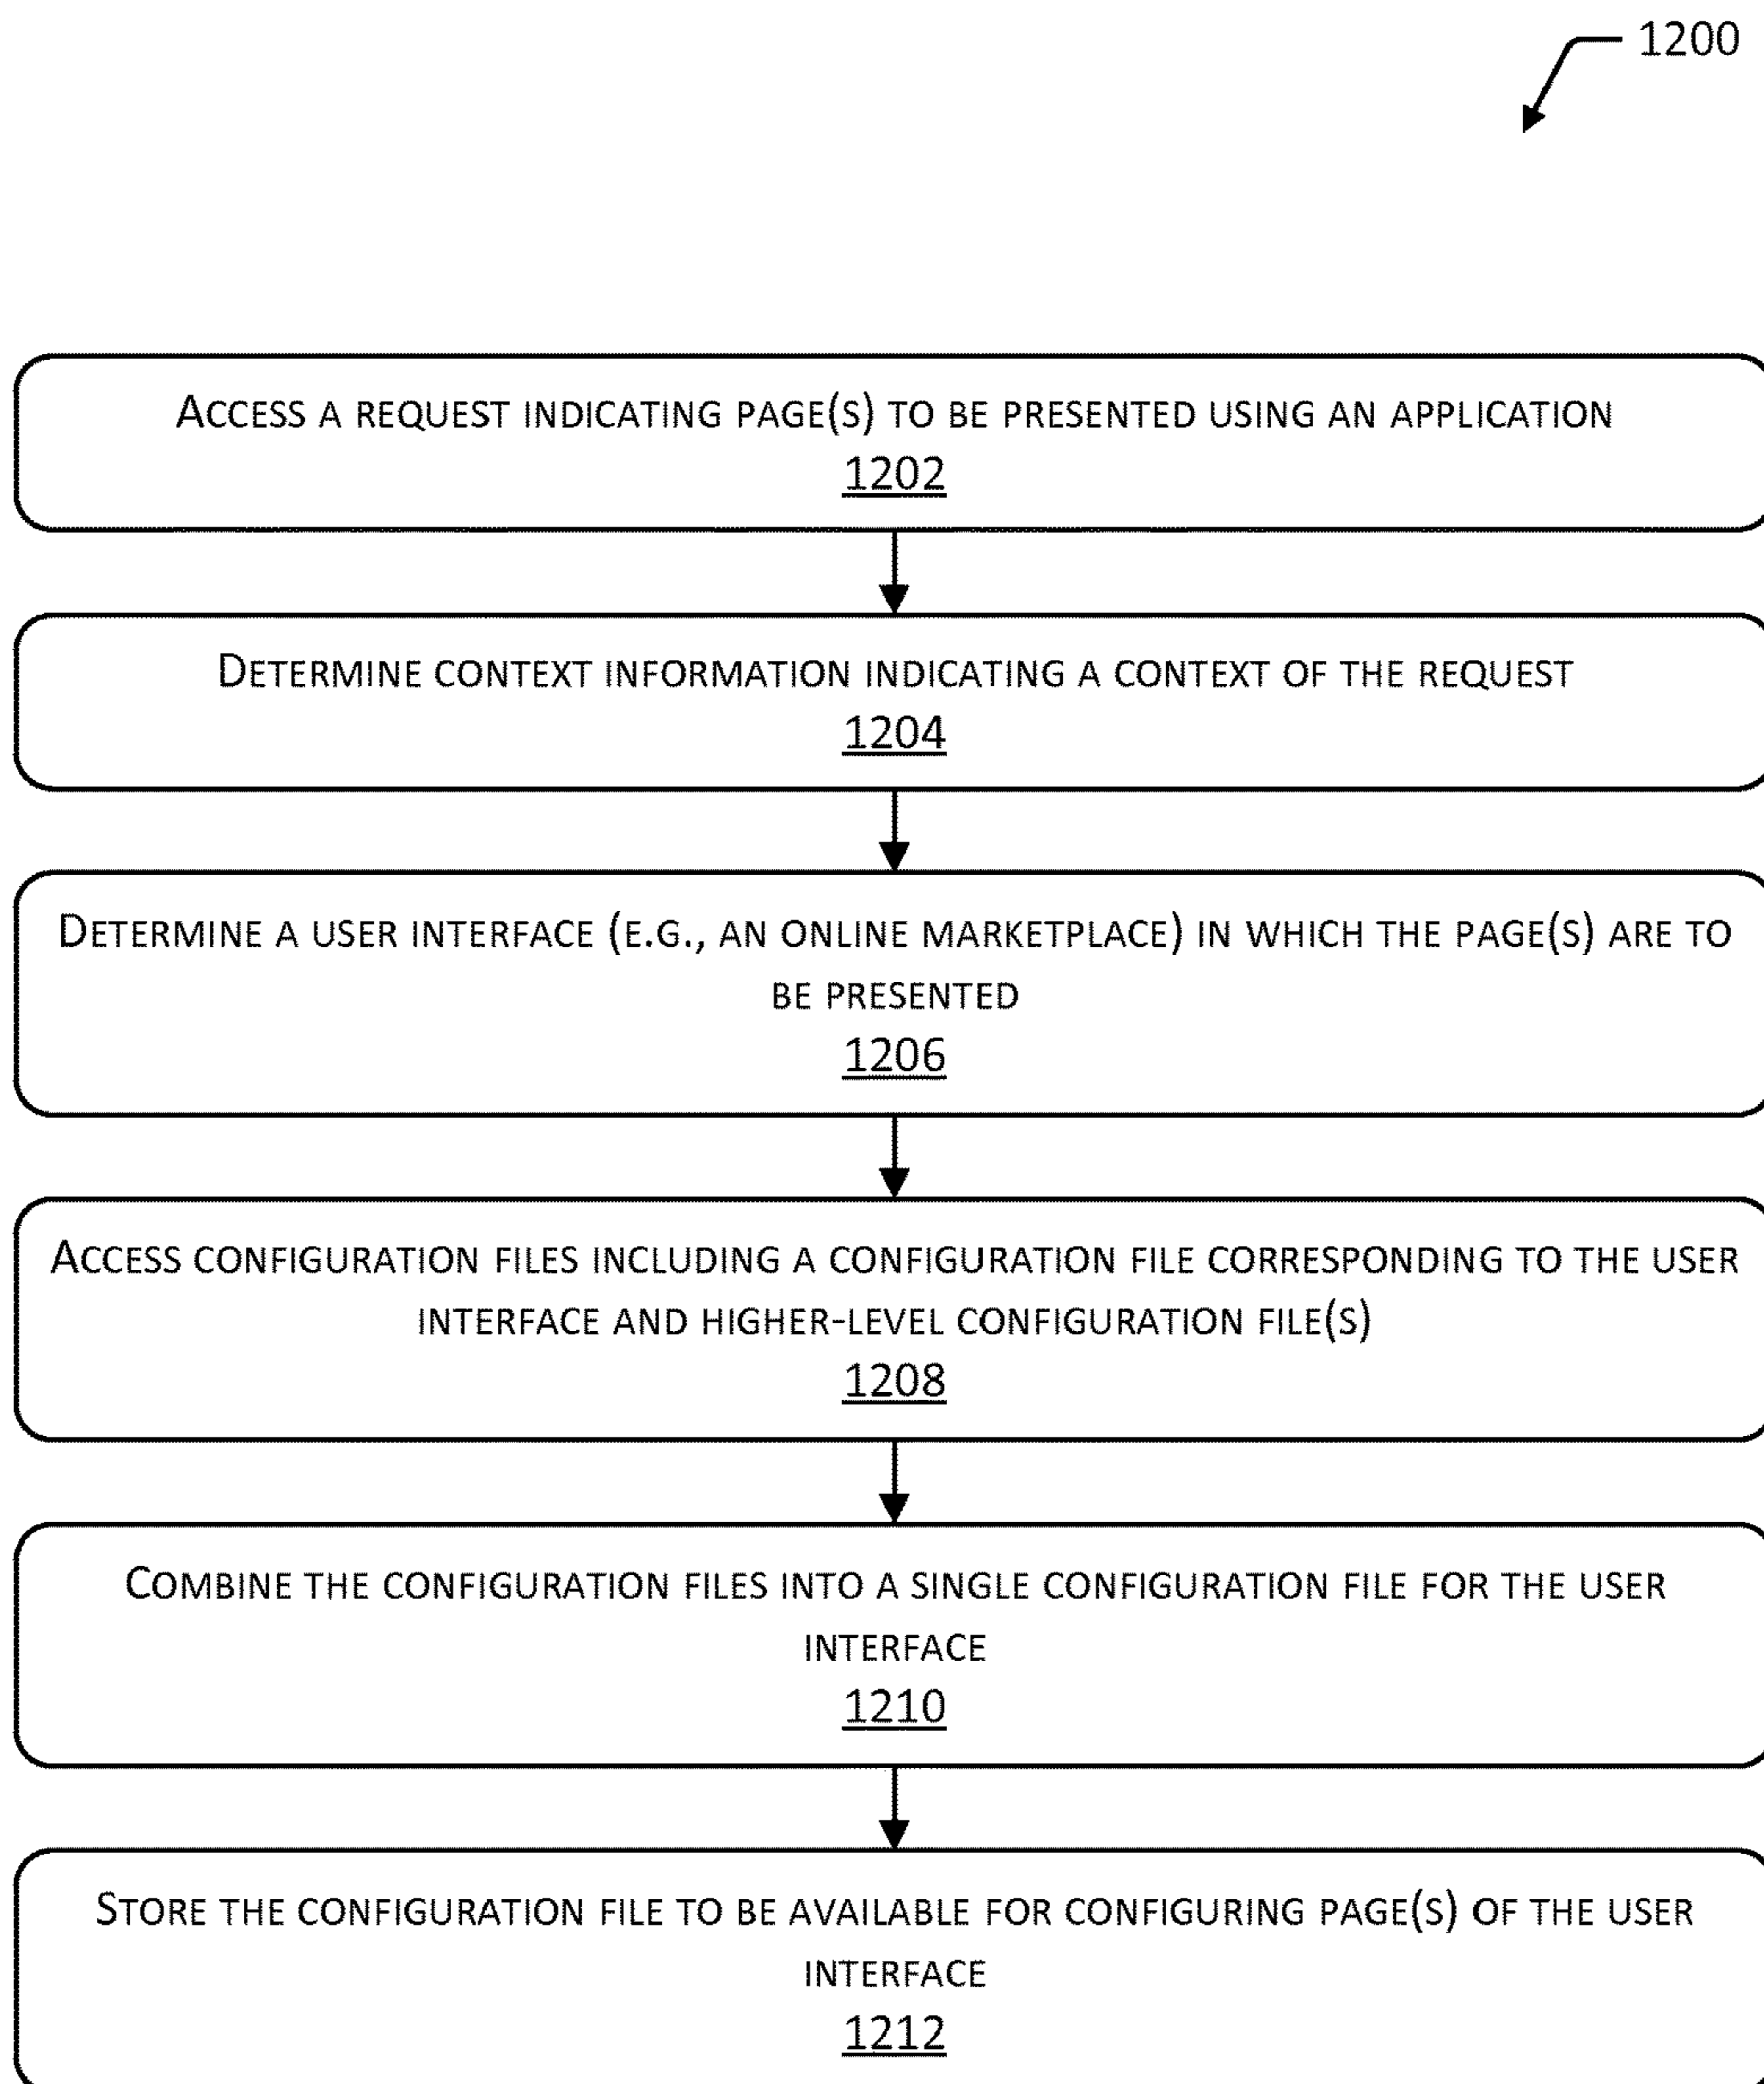 1200
ACCESS A REQUEST INDICATING PAGE(S) TO BE PRESENTED USING AN APPLICATION
1202
DETERMINE CONTEXT INFORMATION INDICATING A CONTEXT OF THE REQUEST
1204
DETERMINE A USER INTERFACE (E.G., AN ONLINE MARKETPLACE) IN WHICH THE PAGE(S) ARE TO
BE PRESENTED
1206
ACCESS CONFIGURATION FILES INCLUDING A CONFIGURATION FILE CORRESPONDING TO THE USER
INTERFACE AND HIGHER-LEVEL CONFIGURATION FILE(S)
1208
COMBINE THE CONFIGURATION FILES INTO A SINGLE CONFIGURATION FILE FOR THE USER
INTERFACE
1210
STORE THE CONFIGURATION FILE TO BE AVAILABLE FOR CONFIGURING PAGE(S) OF THE USER
INTERFACE
1212